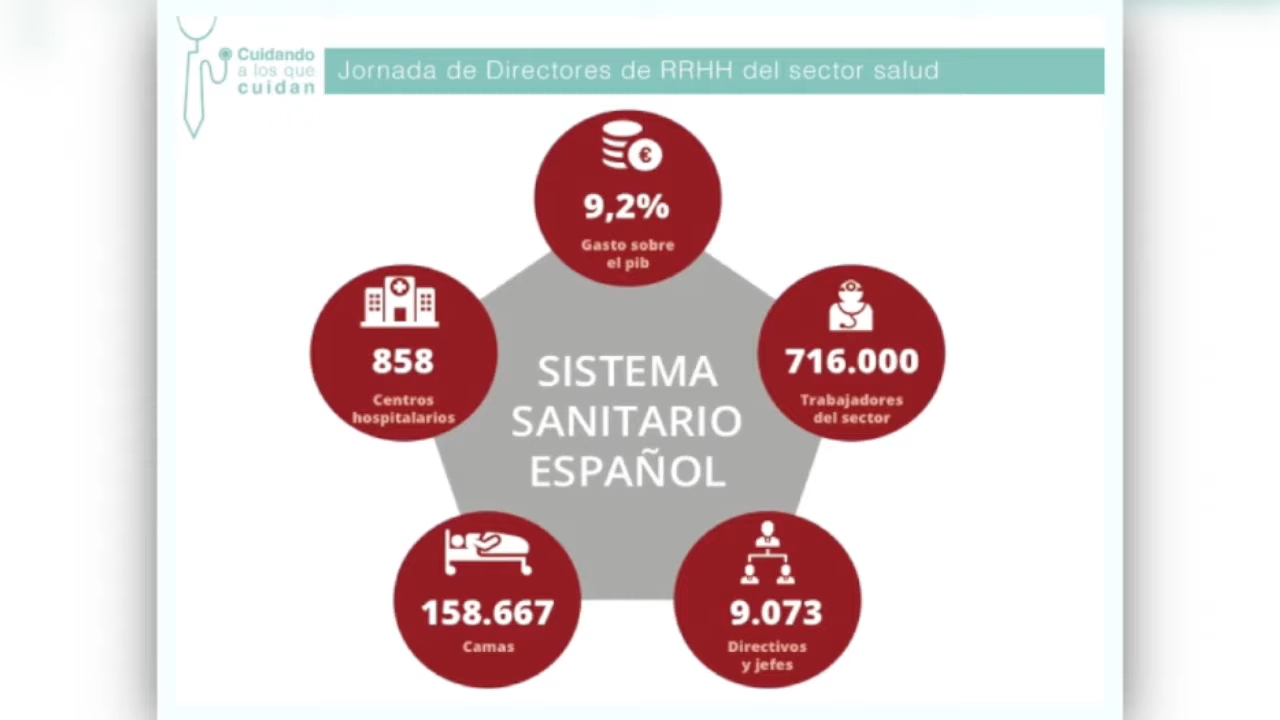 Cuidando
a los que
cuidan
Jornada de Directores de RRHH del sector salud
€
9,2%
Gasto sobre
el pib
858
Centros
hospitalarios
716.000
Trabajadores
del sector
SISTEMA
SANITARIO
ESPAÑOL
158.667
Camas
9.073
Directivos
y jefes